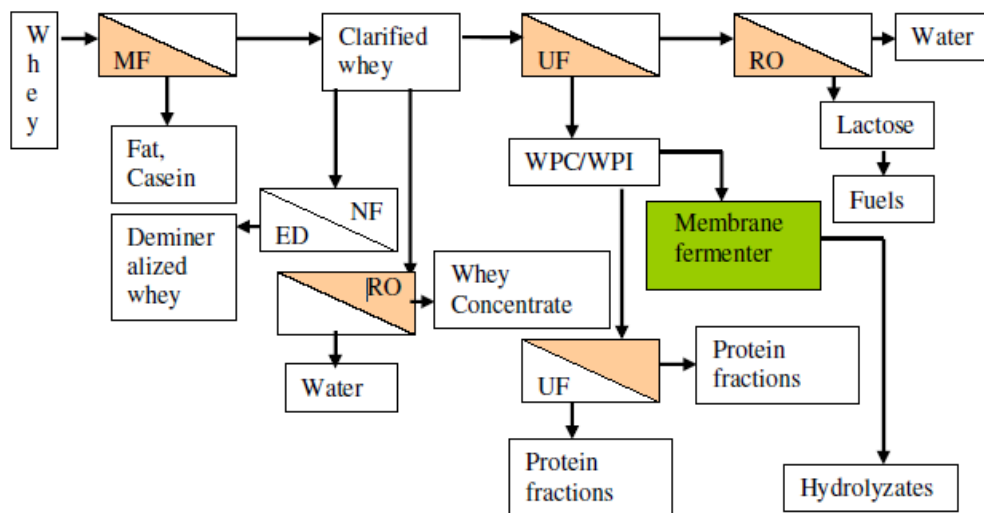 W
h
e
y
MF
Clarified
whey
UF
RO
Water
Fat,
Casein
WPC/WPI
Lactose
Fuels
NF
ED
Deminer
alized
whey
Membrane
fermenter
RO
Whey
Concentrate
Water
UF
Protein
fractions
Protein
fractions
Hydrolyzates